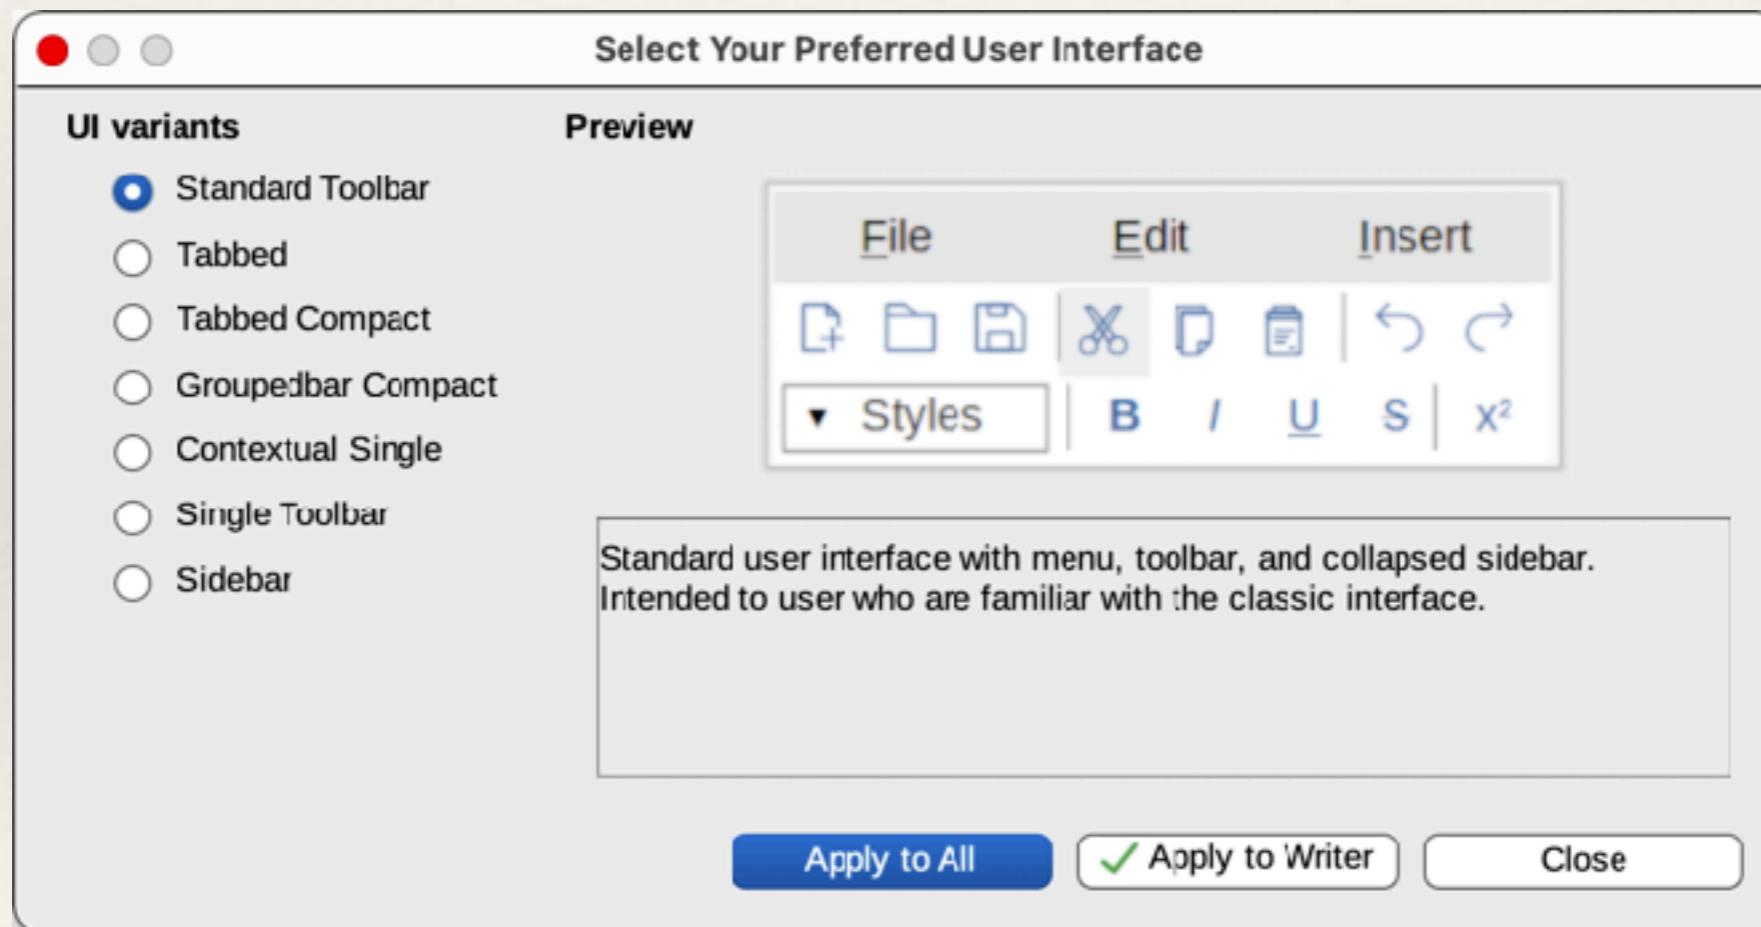 Select Your Preferred User Interface
UI variants
Standard Toolbar
Tabbed
Tabbed Compact
Groupedbar Compact
Contextual Single
Single Toolbar
Sidebar
Preview
File Edit Insert
Styles B I U S x²
Standard user interface with menu, toolbar, and collapsed sidebar.
Intended to user who are familiar with the classic interface.
Apply to All Apply to Writer Close